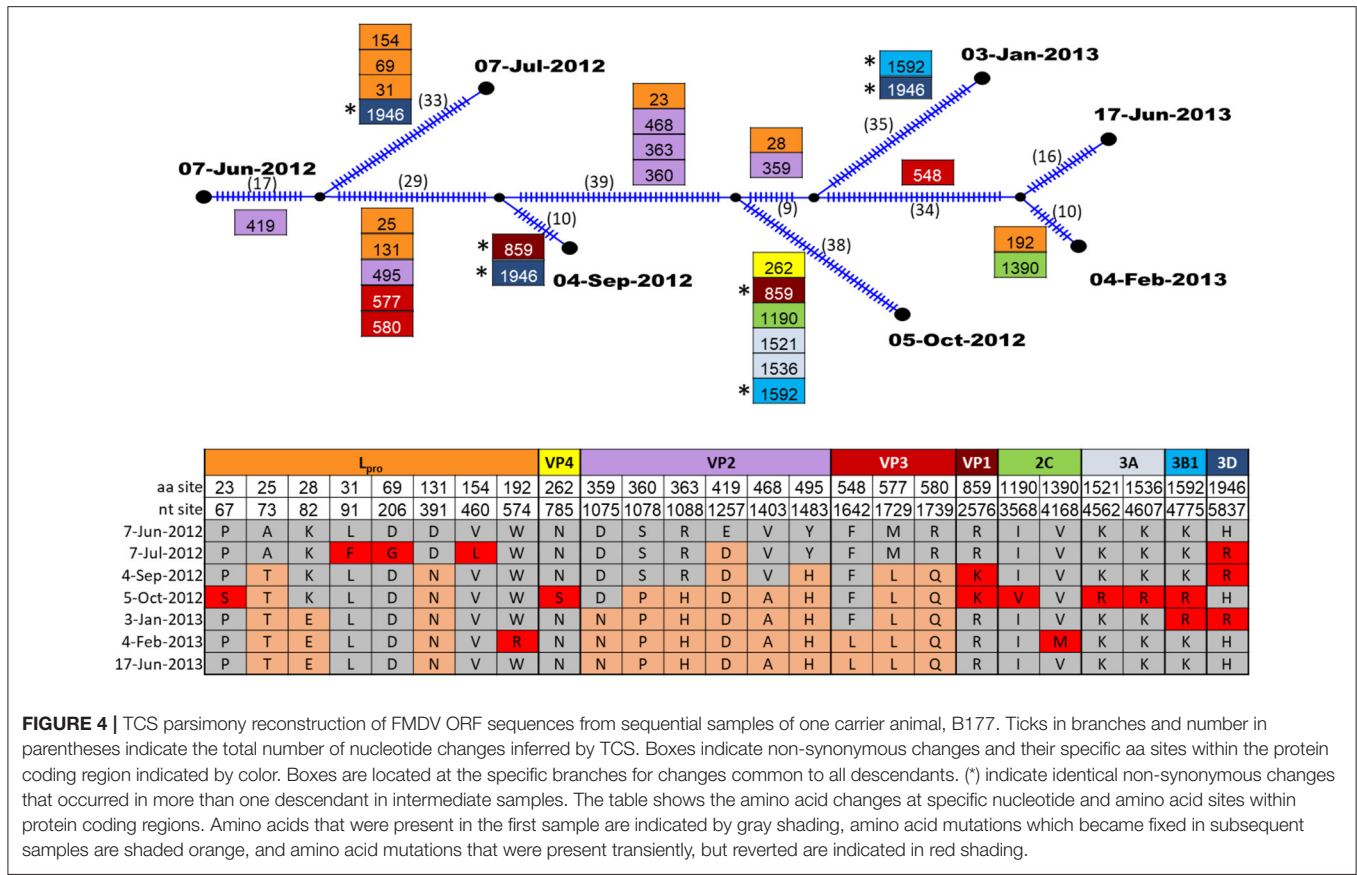 154
69
31
* 1946
(33)
07-Jul-2012
23
468
363
360
* 1592
* 1946
03-Jan-2013
(35)
17-Jun-2013
(16)
28
359
548
07-Jun-2012
(17)
(29)
(39)
(9)
(34)
(10)
419
25
131
495
577
580
(10)
* 859
* 1946
04-Sep-2012
(38)
262
* 859
1190
1521
1536
* 1592
05-Oct-2012
192
1390
04-Feb-2013
Lpro VP4 VP2 VP3 VP1 2C 3A 3B1 3D
aa site 23 25 28 31 69 131 154 192 262 359 360 363 419 468 495 548 577 580 859 1190 1390 1521 1536 1592 1946
nt site 67 73 82 91 206 391 460 574 785 1075 1078 1088 1257 1403 1483 1642 1729 1739 2576 3568 4168 4562 4607 4775 5837
7-Jun-2012 P A K L D D V W N D S R E V Y F M R R I V K K K H
7-Jul-2012 P A K F G D L W N D S R D V Y F M R R I V K K K R
4-Sep-2012 P T K L D N V W N D S R D V H F L Q K I V K K K R
5-Oct-2012 S T K L D N V W S D P H D A H F L Q K V V R R R H
3-Jan-2013 P T E L D N V W N N P H D A H F L Q R I V K K R R
4-Feb-2013 P T E L D N V R N N P H D A H L L Q R I M K K K H
17-Jun-2013 P T E L D N V W N N P H D A H L L Q R I V K K K H
FIGURE 4 | TCS parsimony reconstruction of FMDV ORF sequences from sequential samples of one carrier animal, B177. Ticks in branches and number in
parentheses indicate the total number of nucleotide changes inferred by TCS. Boxes indicate non-synonymous changes and their specific aa sites within the protein
coding region indicated by color. Boxes are located at the specific branches for changes common to all descendants. (*) indicate identical non-synonymous changes
that occurred in more than one descendant in intermediate samples. The table shows the amino acid changes at specific nucleotide and amino acid sites within
protein coding regions. Amino acids that were present in the first sample are indicated by gray shading, amino acid mutations which became fixed in subsequent
samples are shaded orange, and amino acid mutations that were present transiently, but reverted are indicated in red shading.